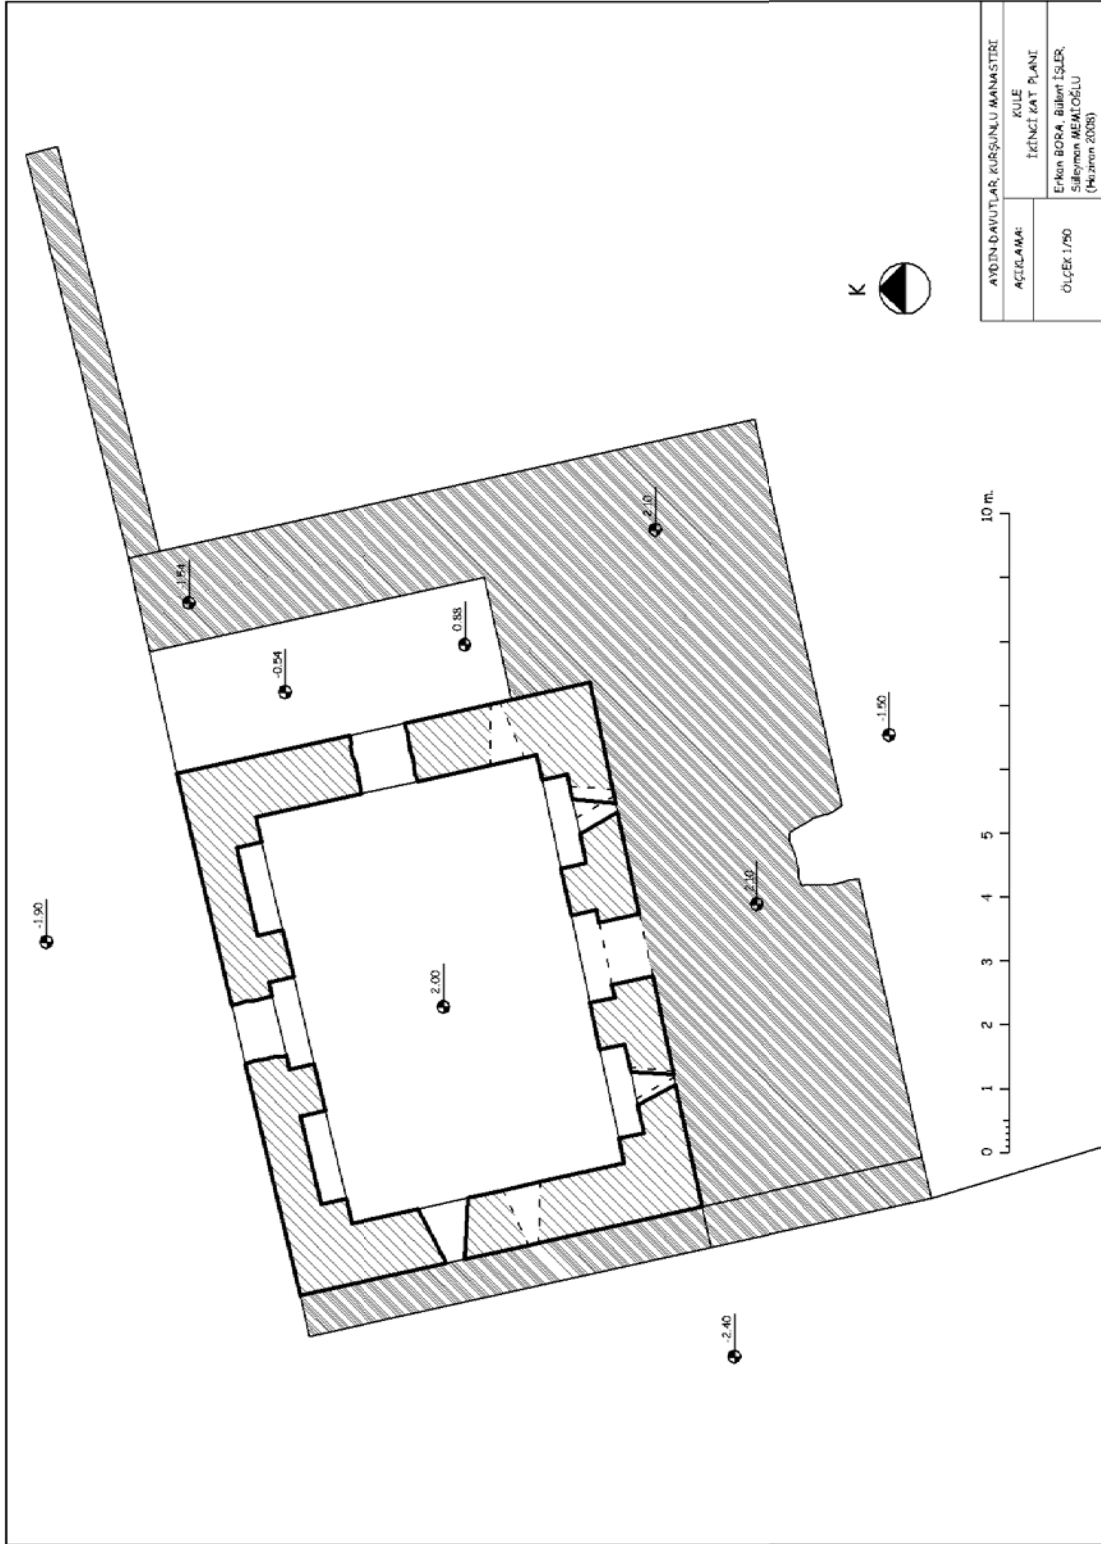 -1.90
-1.54
-0.54
0.88
2.00
2.10
2.10
-1.50
-2.40
K
0 1 2 3 4 5 10 m.
AYDIN-DAVUTLAR, KURŞUNLU MANASTIRI
AÇIKLAMA:
KULE
İKİNCİ KAT PLANI
ÖLÇEK 1/50
Erkan BORA, Bülent İŞLER,
Süleyman MEMİOĞLU
(Haziran 2008)